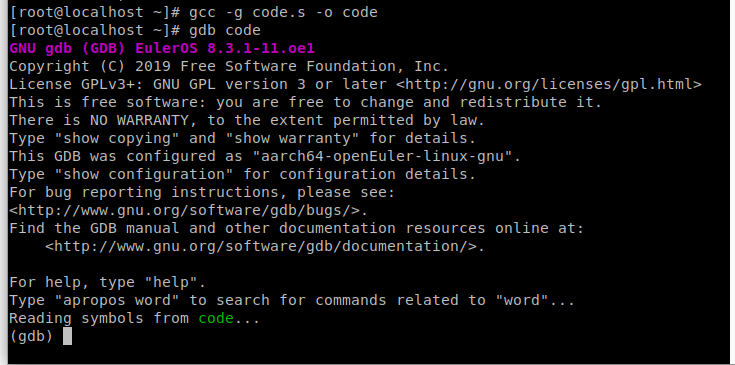 [root@localhost ~]# gcc -g code.s -o code
[root@localhost ~]# gdb code
GNU gdb (GDB) EulerOS 8.3.1-11.oe1
Copyright (C) 2019 Free Software Foundation, Inc.
License GPLv3+: GNU GPL version 3 or later <http://gnu.org/licenses/gpl.html>
This is free software: you are free to change and redistribute it.
There is NO WARRANTY, to the extent permitted by law.
Type "show copying" and "show warranty" for details.
This GDB was configured as "aarch64-openEuler-linux-gnu".
Type "show configuration" for configuration details.
For bug reporting instructions, please see:
<http://www.gnu.org/software/gdb/bugs/>.
Find the GDB manual and other documentation resources online at:
    <http://www.gnu.org/software/gdb/documentation/>.

For help, type "help".
Type "apropos word" to search for commands related to "word"...
Reading symbols from code...
(gdb)